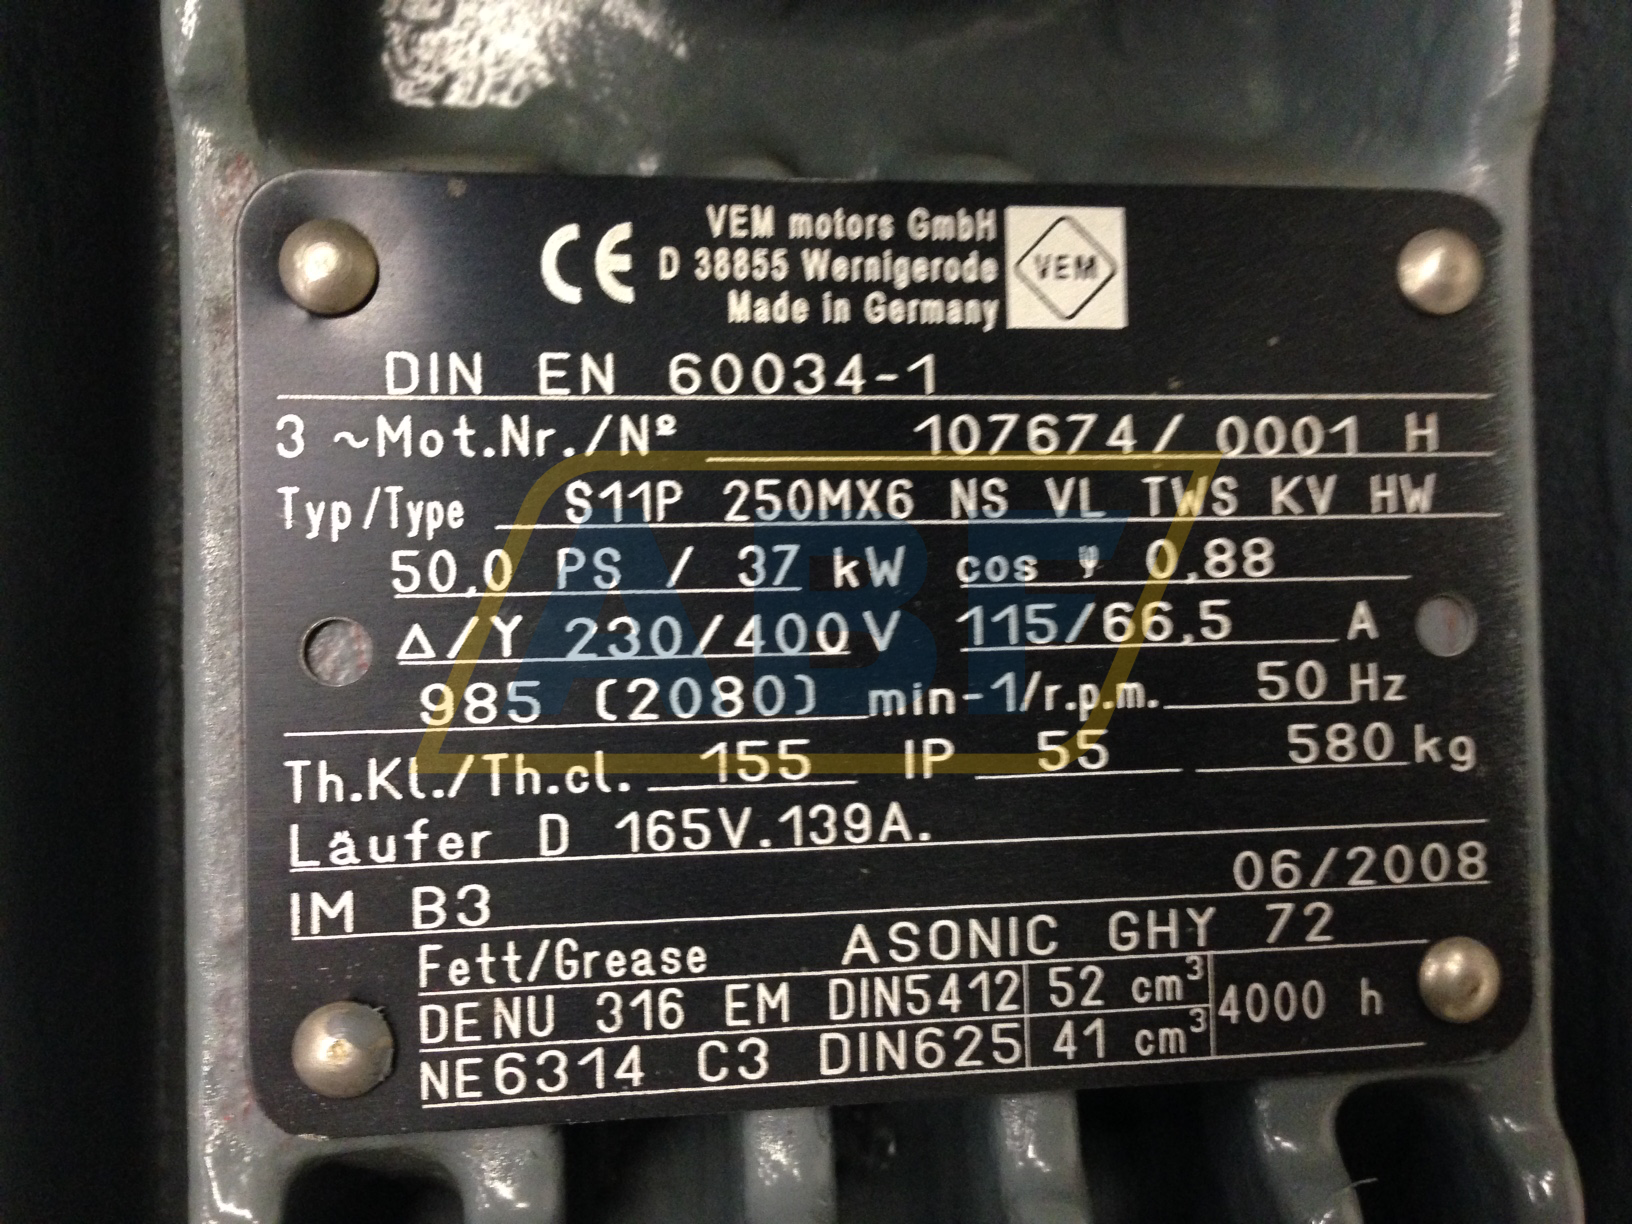 CE
VEM motors GmbH
D 38855 Wernigerode
Made in Germany
VEM
DIN EN 60034-1
3 ~Mot.Nr./Nº 107674/ 0001 H
Typ/Type S11P 250MX6 NS VL TWS KV HW
50,0 PS / 37 kW cos φ 0,88
Δ/Y 230/400V 115/66,5 A
985 (2080) min-1/r.p.m. 50 Hz
Th.Kl./Th.cl. 155 IP 55 580 kg
Läufer D 165V.139A.
IM B3 06/2008
Fett/Grease ASONIC GHY 72
DENU 316 EM DIN5412 52 cm³ 4000 h
NE6314 C3 DIN625 41 cm³
ABF